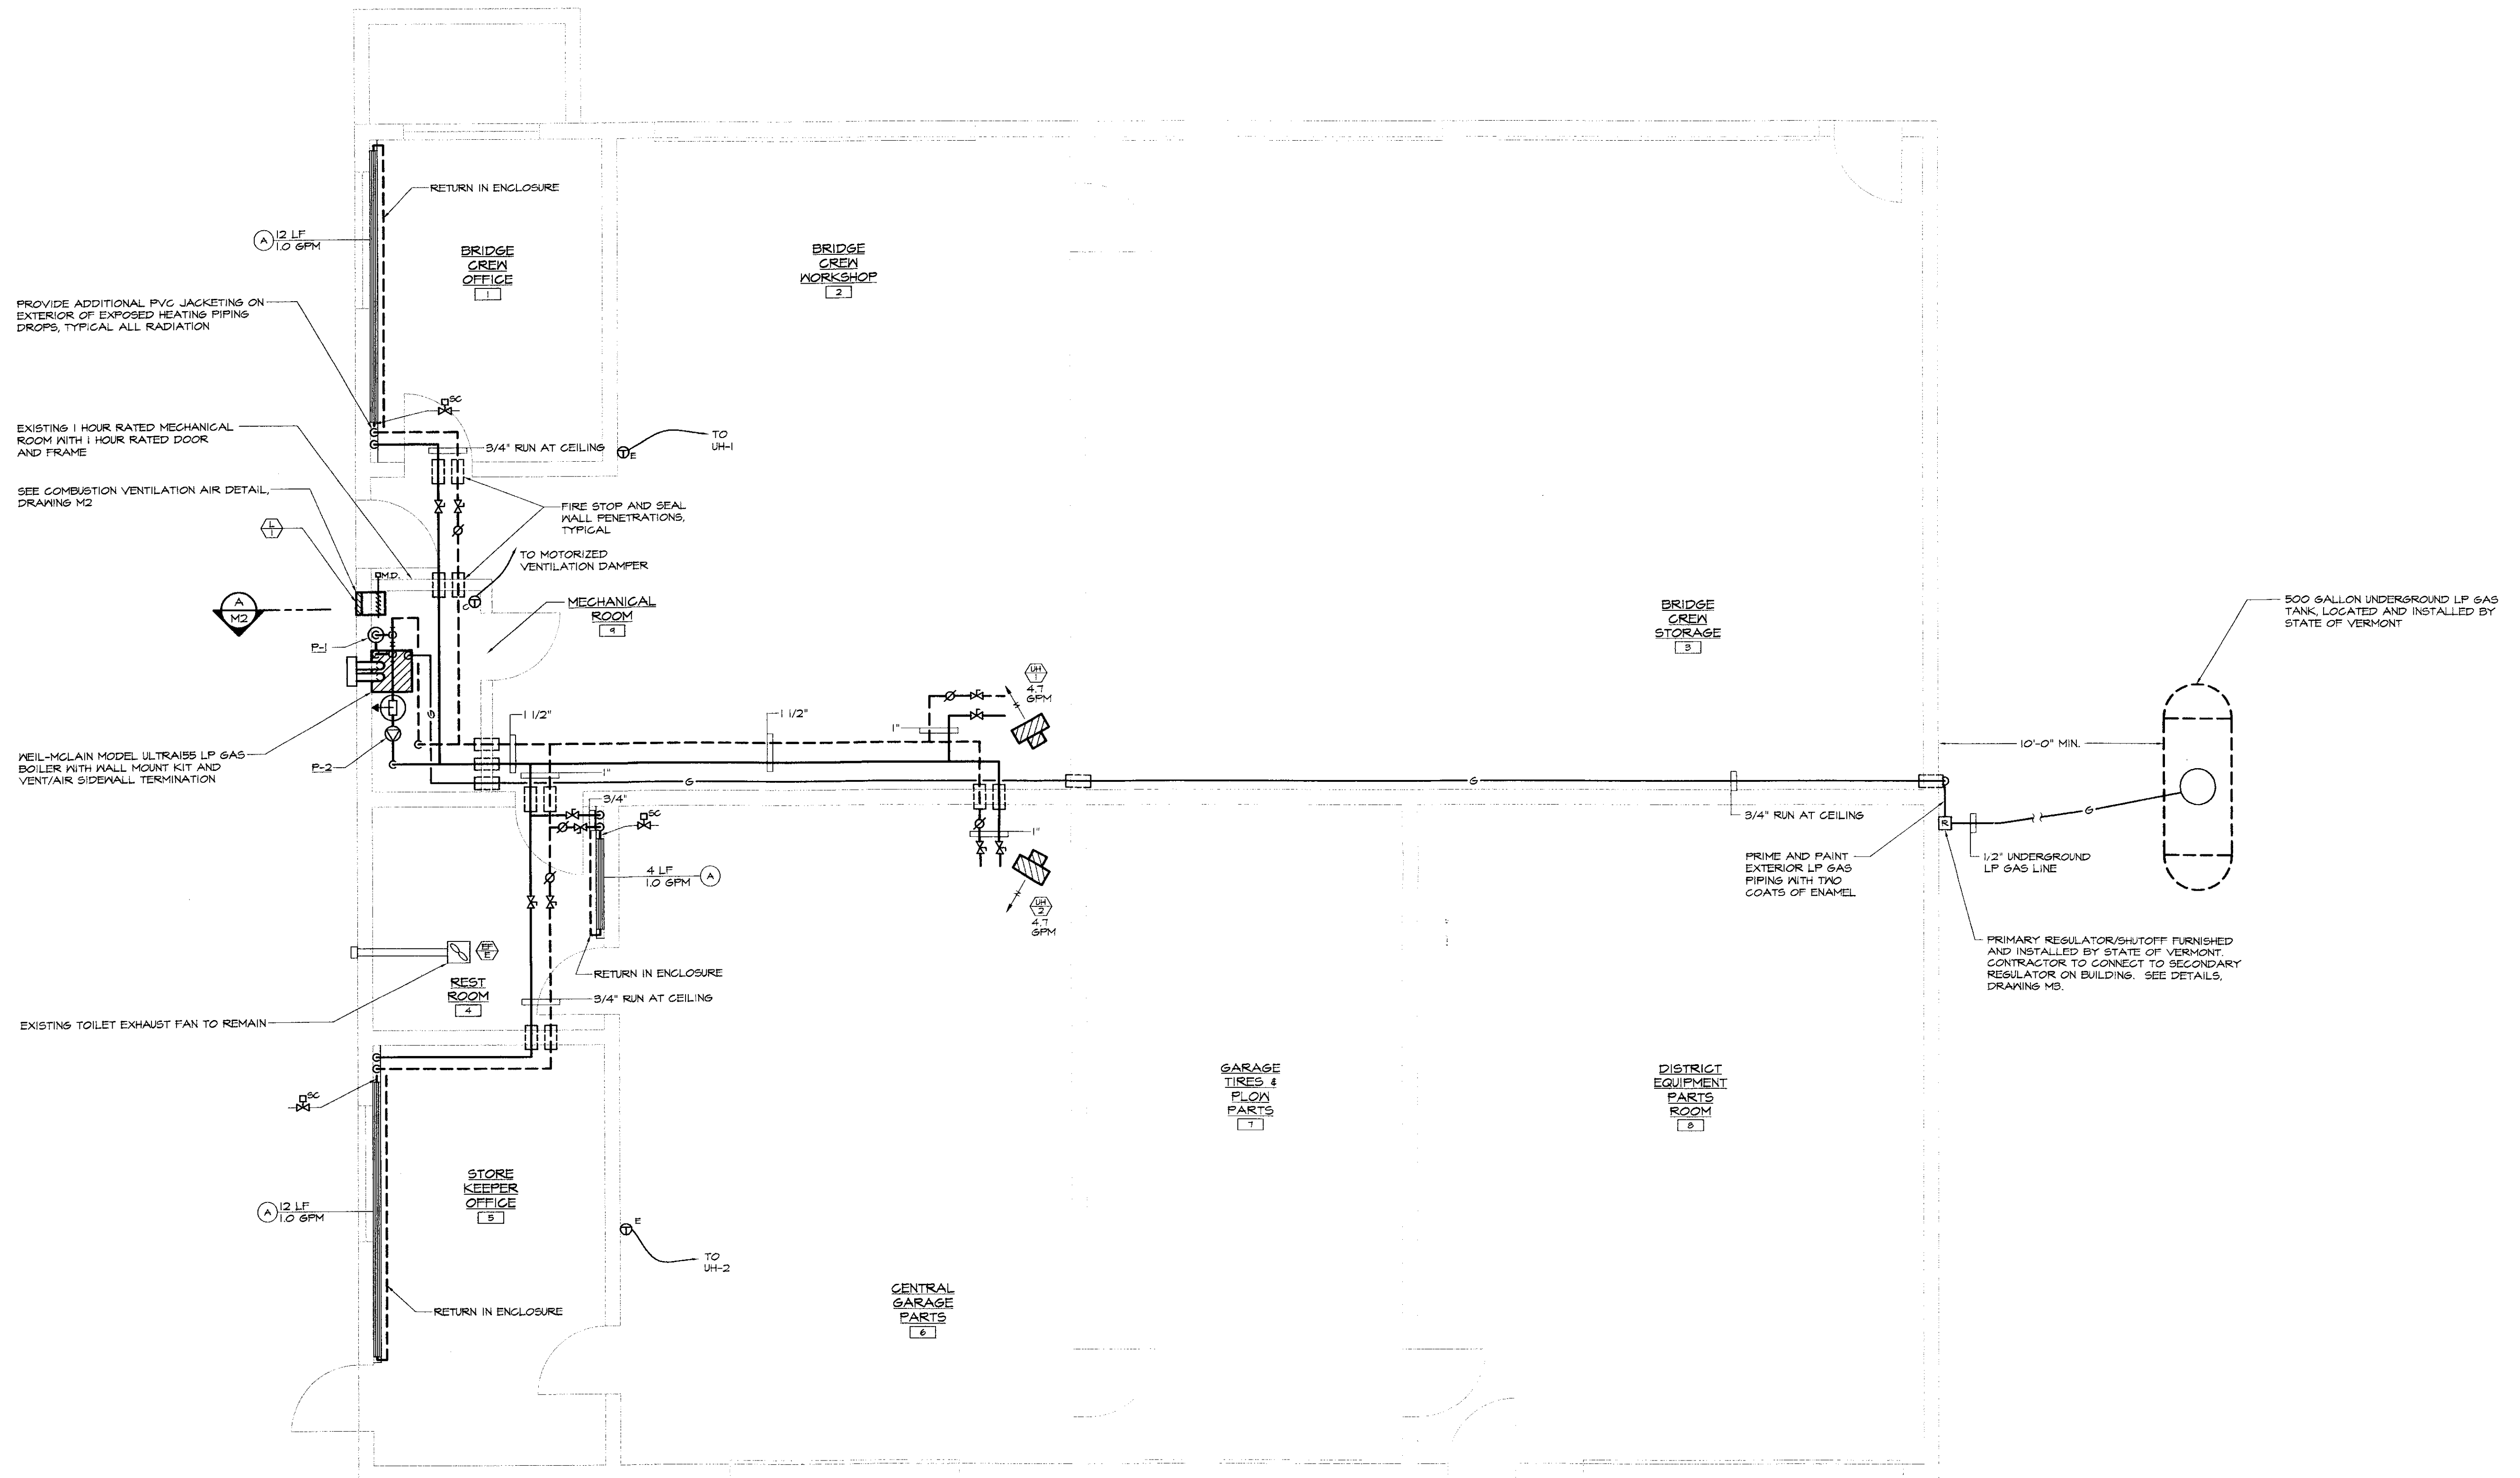 RETURN IN ENCLOSURE
A
12 LF
1.0 GPM
BRIDGE
CREW
OFFICE
1
BRIDGE
CREW
WORKSHOP
2
PROVIDE ADDITIONAL PVC JACKETING ON
EXTERIOR OF EXPOSED HEATING PIPING
DROPS, TYPICAL ALL RADIATION
SC
EXISTING 1 HOUR RATED MECHANICAL
ROOM WITH 1 HOUR RATED DOOR
AND FRAME
3/4" RUN AT CEILING
E
TO
UH-1
SEE COMBUSTION VENTILATION AIR DETAIL,
DRAWING M2
L
1
FIRE STOP AND SEAL
WALL PENETRATIONS,
TYPICAL
TO MOTORIZED
VENTILATION DAMPER
M.D.
A
M2
C
MECHANICAL
ROOM
9
BRIDGE
CREW
STORAGE
3
500 GALLON UNDERGROUND LP GAS
TANK, LOCATED AND INSTALLED BY
STATE OF VERMONT
P-1
UH
1
4.7
GPM
G
1 1/2"
1 1/2"
1"
WEIL-MCLAIN MODEL ULTRA155 LP GAS
BOILER WITH WALL MOUNT KIT AND
VENT/AIR SIDEWALL TERMINATION
P-2
10'-0" MIN.
1"
G
G
G
3/4"
SC
3/4" RUN AT CEILING
R
1"
PRIME AND PAINT
EXTERIOR LP GAS
PIPING WITH TWO
COATS OF ENAMEL
1/2" UNDERGROUND
LP GAS LINE
4 LF
1.0 GPM
A
UH
2
4.7
GPM
EF
E
PRIMARY REGULATOR/SHUTOFF FURNISHED
AND INSTALLED BY STATE OF VERMONT.
CONTRACTOR TO CONNECT TO SECONDARY
REGULATOR ON BUILDING. SEE DETAILS,
DRAWING M3.
RETURN IN ENCLOSURE
REST
ROOM
4
3/4" RUN AT CEILING
EXISTING TOILET EXHAUST FAN TO REMAIN
SC
GARAGE
TIRES &
PLOW
PARTS
7
DISTRICT
EQUIPMENT
PARTS
ROOM
8
STORE
KEEPER
OFFICE
5
A
12 LF
1.0 GPM
E
TO
UH-2
RETURN IN ENCLOSURE
CENTRAL
GARAGE
PARTS
6